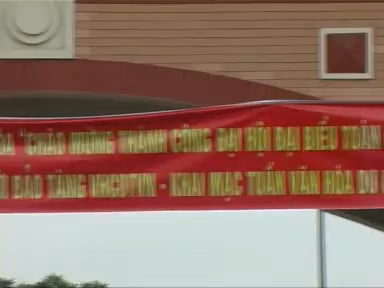 "CHÀO MỪNG THÀNH CÔNG ĐẠI HỘI ĐẠI BIỂU TOÀN
BẢO TÀNG - KHAI MẠC TUẦN VĂN HÓA DU